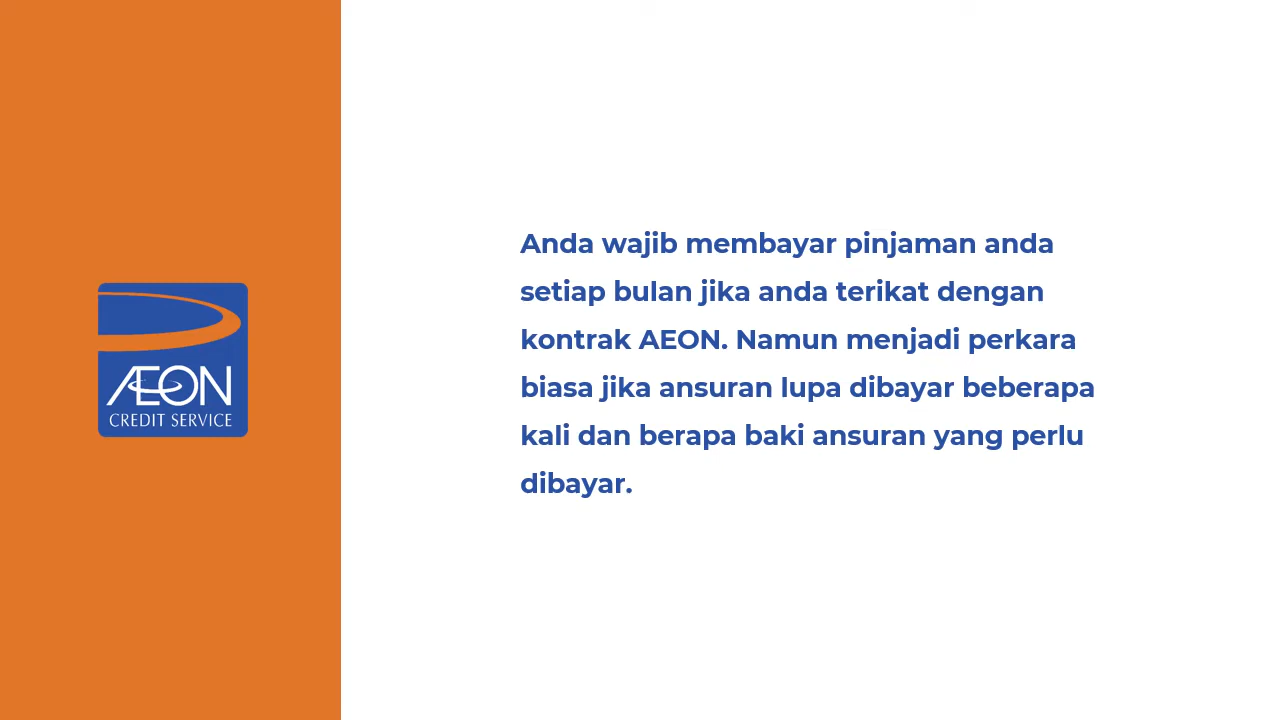 ÆON
CREDIT SERVICE
Anda wajib membayar pinjaman anda
setiap bulan jika anda terikat dengan
kontrak AEON. Namun menjadi perkara
biasa jika ansuran lupa dibayar beberapa
kali dan berapa baki ansuran yang perlu
dibayar.